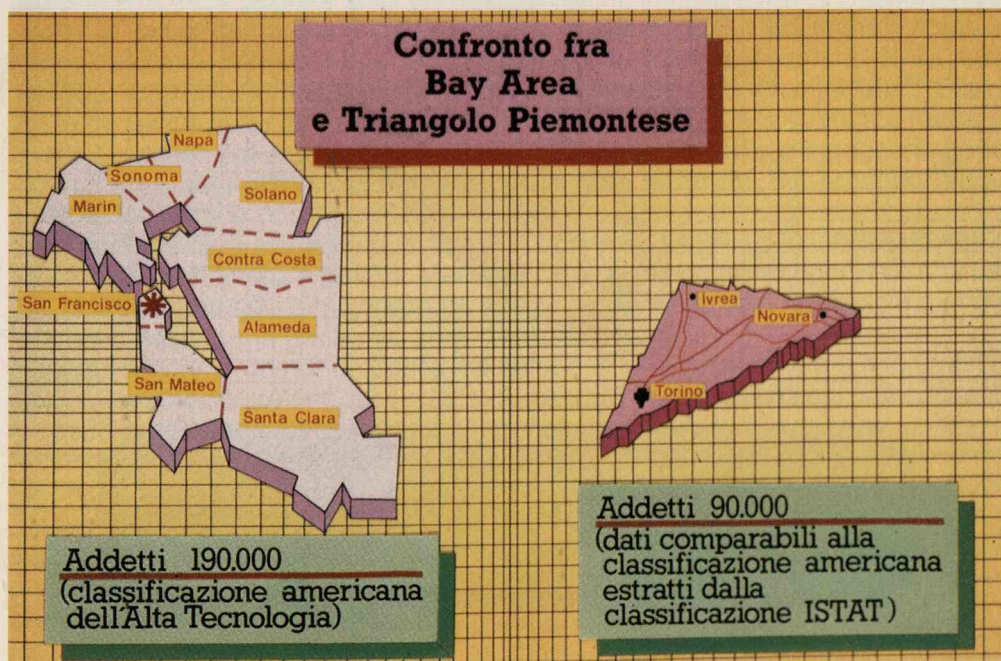 Confronto fra
Bay Area
e Triangolo Piemontese
Napa
Sonoma
Solano
Marin
Contra Costa
San Francisco
Alameda
San Mateo
Santa Clara
Ivrea
Novara
Torino
Addetti 190.000
(classificazione americana
dell'Alta Tecnologia)
Addetti 90.000
(dati comparabili alla
classificazione americana
estratti dalla
classificazione ISTAT)